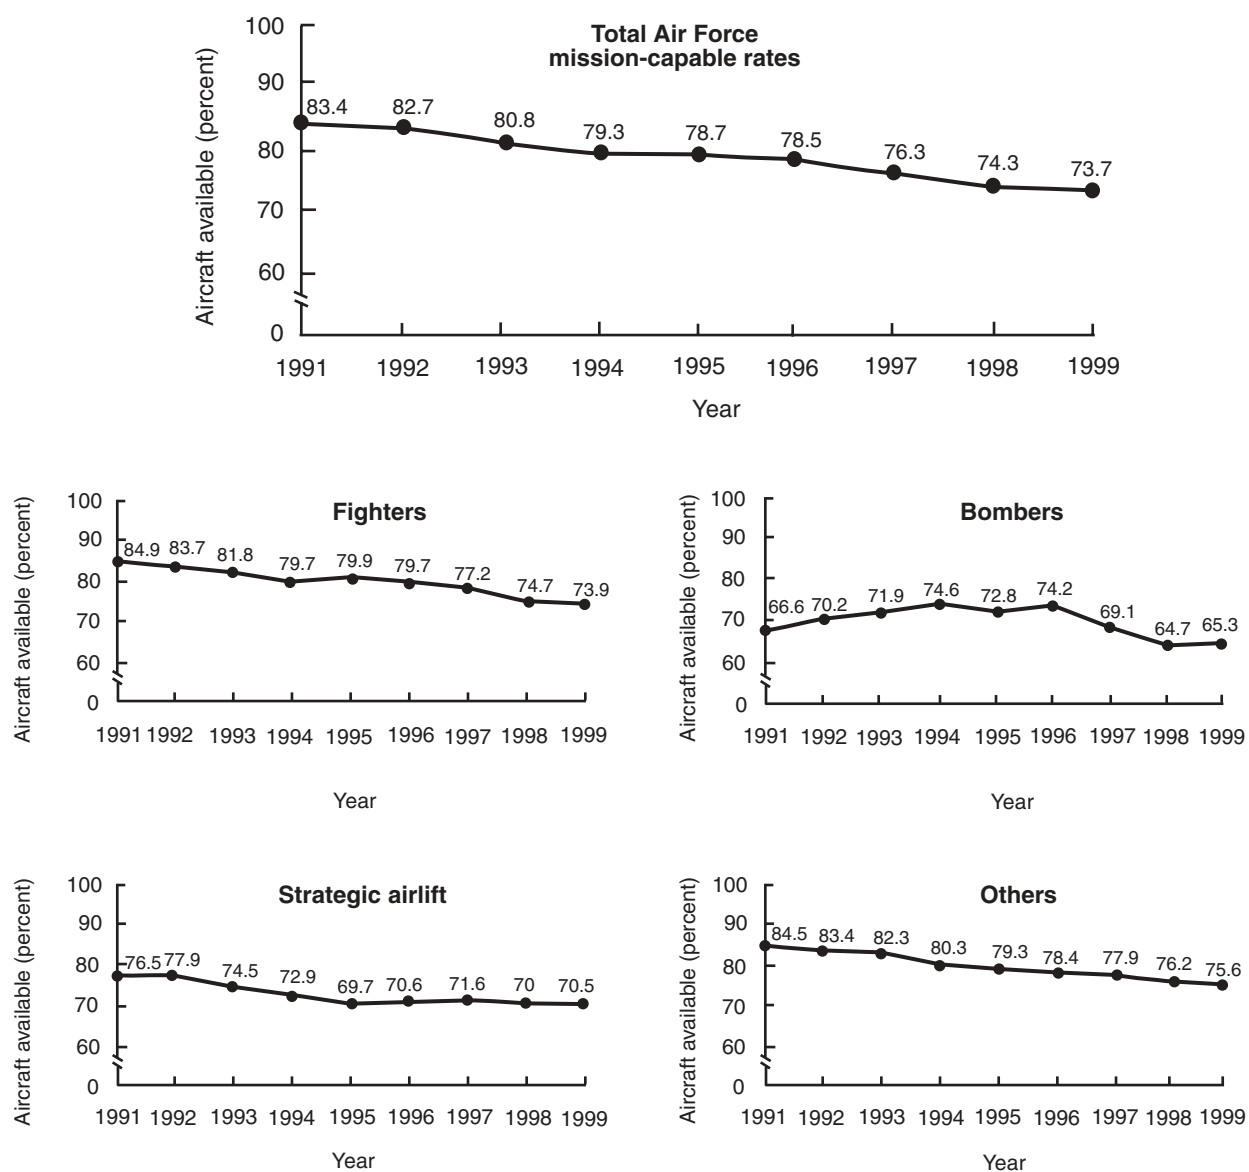 Total Air Force
mission-capable rates
Aircraft available (percent)
100
90
80
70
60
0
83.4 82.7 80.8 79.3 78.7 78.5 76.3 74.3 73.7
1991 1992 1993 1994 1995 1996 1997 1998 1999
Year
Fighters
Aircraft available (percent)
100
90
80
70
60
0
84.9 83.7 81.8 79.7 79.9 79.7 77.2 74.7 73.9
1991 1992 1993 1994 1995 1996 1997 1998 1999
Year
Bombers
Aircraft available (percent)
100
90
80
70
60
0
66.6 70.2 71.9 74.6 72.8 74.2 69.1 64.7 65.3
1991 1992 1993 1994 1995 1996 1997 1998 1999
Year
Strategic airlift
Aircraft available (percent)
100
90
80
70
60
0
76.5 77.9 74.5 72.9 69.7 70.6 71.6 70 70.5
1991 1992 1993 1994 1995 1996 1997 1998 1999
Year
Others
Aircraft available (percent)
100
90
80
70
60
0
84.5 83.4 82.3 80.3 79.3 78.4 77.9 76.2 75.6
1991 1992 1993 1994 1995 1996 1997 1998 1999
Year